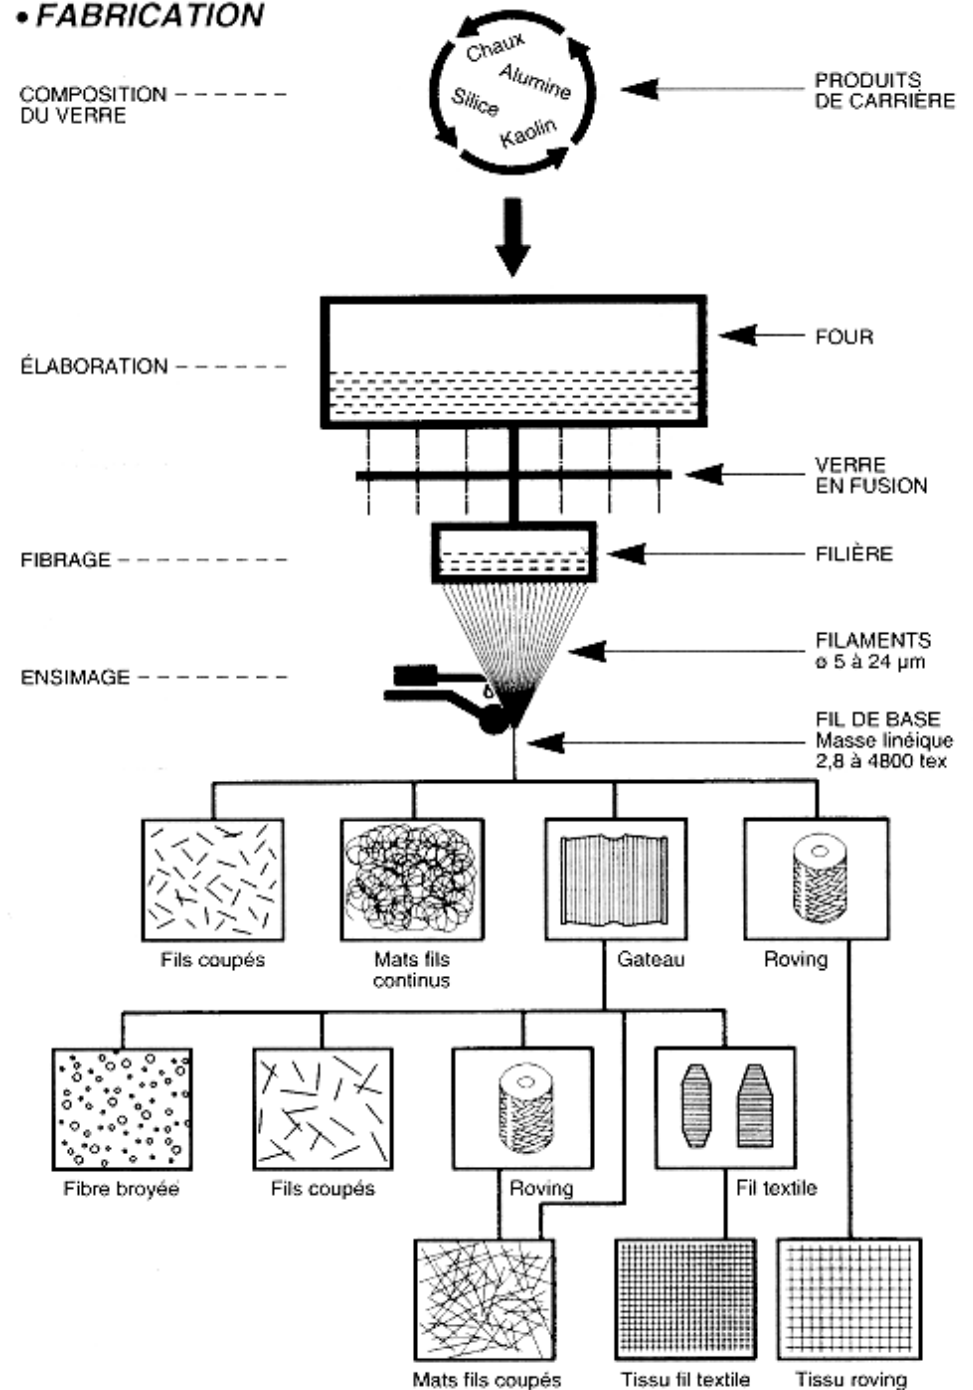 • FABRICATION
Chaux
Alumine
Silice
Kaolin
COMPOSITION
DU VERRE
PRODUITS
DE CARRIÈRE
FOUR
ÉLABORATION
VERRE
EN FUSION
FIBRAGE
FILIÈRE
FILAMENTS
ø 5 à 24 µm
ENSIMAGE
FIL DE BASE
Masse linéique
2,8 à 4800 tex
Fils coupés
Mats fils
continus
Gateau
Roving
Fibre broyée
Fils coupés
Roving
Fil textile
Mats fils coupés
Tissu fil textile
Tissu roving